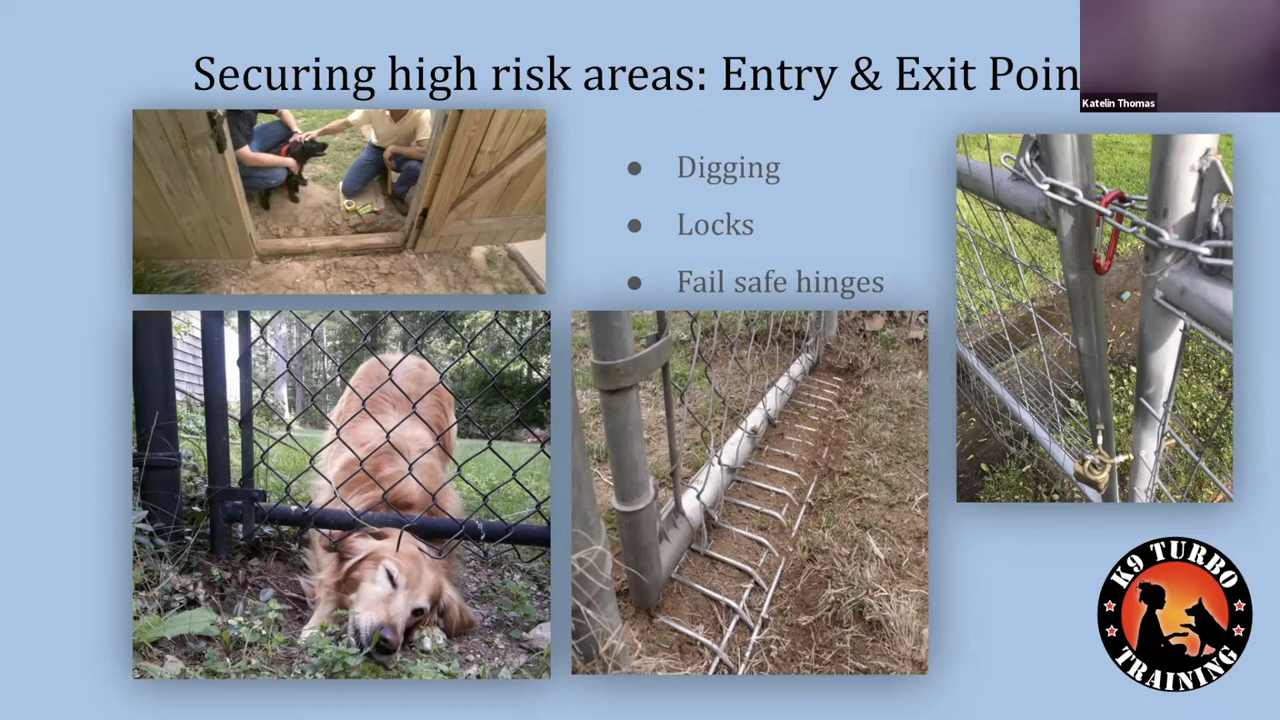 Securing high risk areas: Entry & Exit Poin
Katelin Thomas
● Digging
● Locks
● Fail safe hinges
K9 TURBO
TRAINING